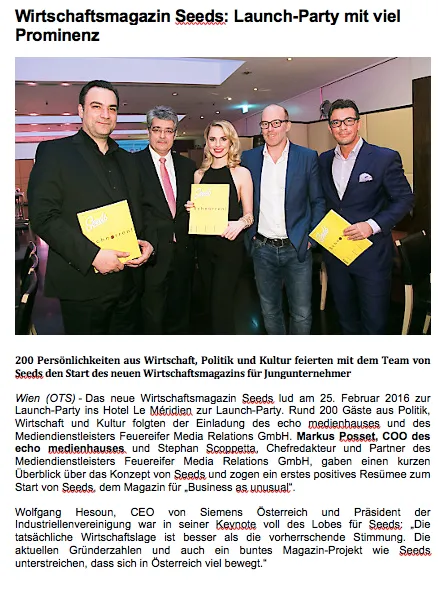 Wirtschaftsmagazin Seeds: Launch-Party mit viel
Prominenz
Seeds
Seeds
Seeds
200 Persönlichkeiten aus Wirtschaft, Politik und Kultur feierten mit dem Team von
Seeds den Start des neuen Wirtschaftsmagazins für Jungunternehmer
Wien (OTS) - Das neue Wirtschaftsmagazin Seeds lud am 25. Februar 2016 zur
Launch-Party ins Hotel Le Méridien zur Launch-Party. Rund 200 Gäste aus Politik,
Wirtschaft und Kultur folgten der Einladung des echo medienhauses und des
Mediendienstleisters Feuereifer Media Relations GmbH. Markus Posset, COO des
echo medienhauses und Stephan Scoppetta, Chefredakteur und Partner des
Mediendienstleisters Feuereifer Media Relations GmbH, gaben einen kurzen
Überblick über das Konzept von Seeds und zogen ein erstes positives Resümee zum
Start von Seeds, dem Magazin für „Business as unusual".
Wolfgang Hesoun, CEO von Siemens Österreich und Präsident der
Industriellenvereinigung war in seiner Keynote voll des Lobes für Seeds: „Die
tatsächliche Wirtschaftslage ist besser als die vorherrschende Stimmung. Die
aktuellen Gründerzahlen und auch ein buntes Magazin-Projekt wie Seeds
unterstreichen, dass sich in Österreich viel bewegt."